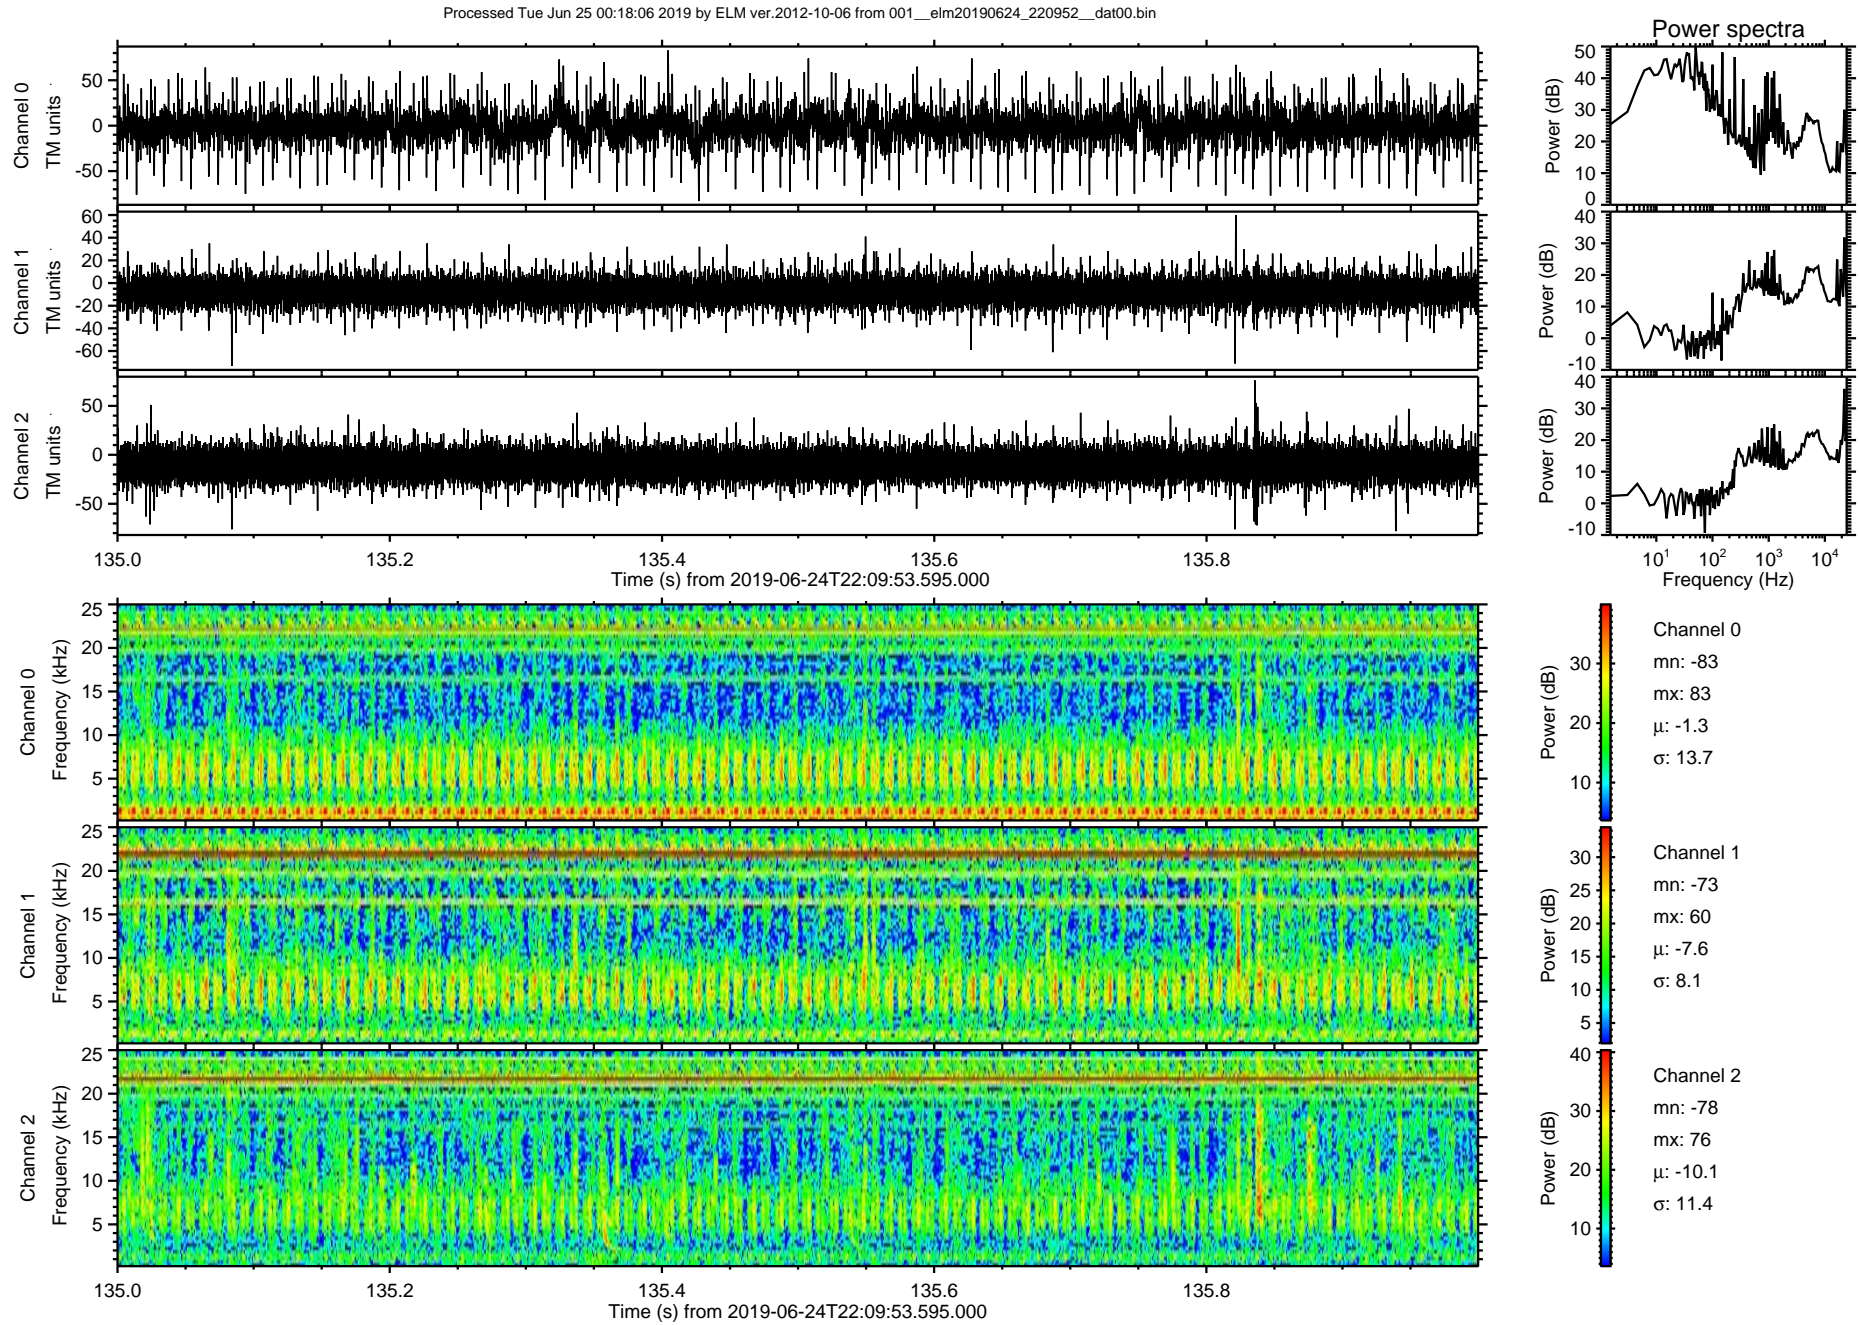 Processed Tue Jun 25 00:18:06 2019 by ELM ver.2012-10-06 from 001__elm20190624_220952__dat00.bin
Power spectra
Channel 0
TM units
50
0
-50
Power (dB)
50
40
30
20
10
0
Channel 1
TM units
60
40
20
0
-20
-40
-60
Power (dB)
40
30
20
10
0
-10
Channel 2
TM units
50
0
-50
Power (dB)
40
30
20
10
0
-10
135.0 135.2 135.4 135.6 135.8
Time (s) from 2019-06-24T22:09:53.595.000
10^1 10^2 10^3 10^4
Frequency (Hz)
Channel 0
Frequency (kHz)
25
20
15
10
5
Power (dB)
30
20
10
Channel 0
mn: -83
mx: 83
μ: -1.3
σ: 13.7
Channel 1
Frequency (kHz)
25
20
15
10
5
Power (dB)
30
25
20
15
10
5
Channel 1
mn: -73
mx: 60
μ: -7.6
σ: 8.1
Channel 2
Frequency (kHz)
25
20
15
10
5
Power (dB)
40
30
20
10
Channel 2
mn: -78
mx: 76
μ: -10.1
σ: 11.4
135.0 135.2 135.4 135.6 135.8
Time (s) from 2019-06-24T22:09:53.595.000